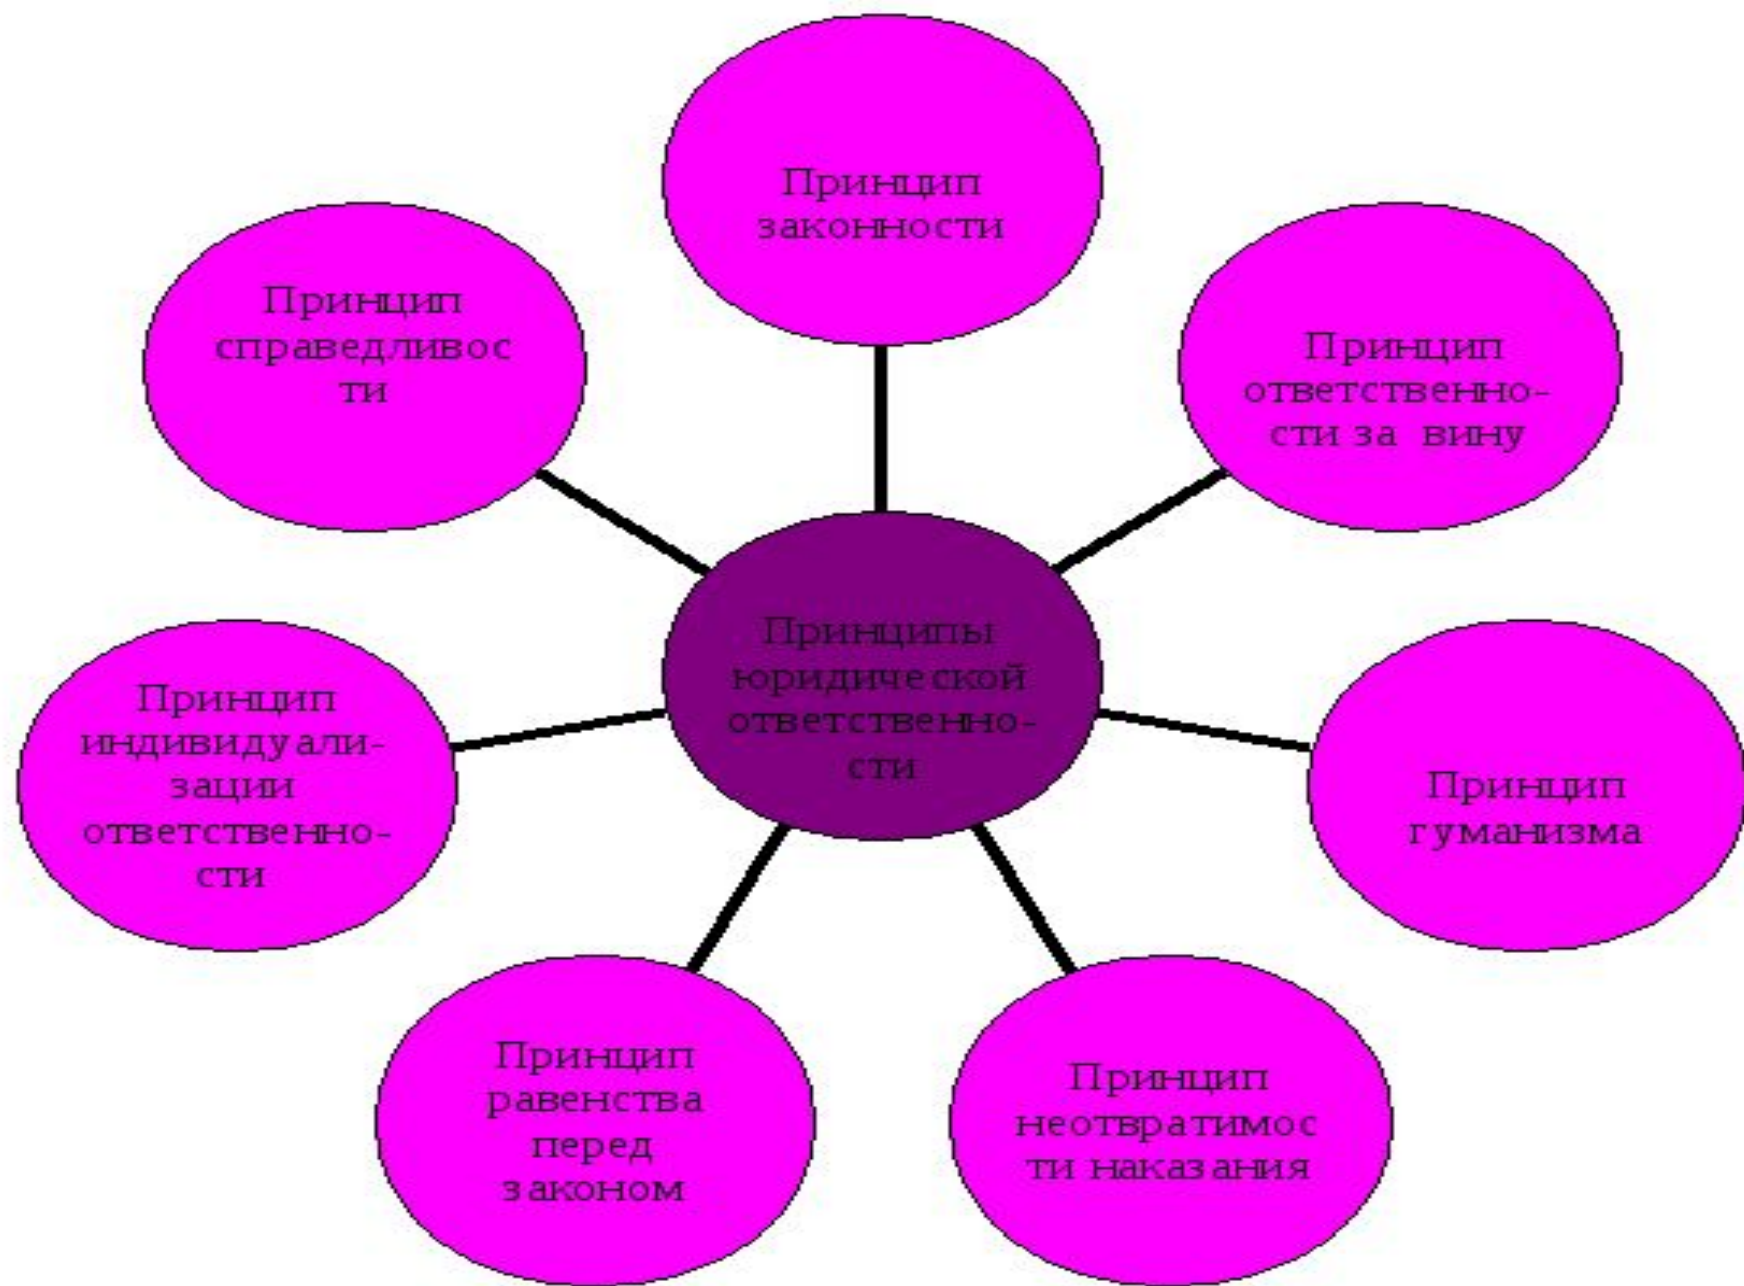 Принцип
законности
Принцип
справедливос
ти
Принцип
ответственно-
сти за вину
Принципы
юридической
ответственно-
сти
Принцип
индивидуали-
зации
ответственно-
сти
Принцип
гуманизма
Принцип
равенства
перед
законом
Принцип
неотвратимос
ти наказания